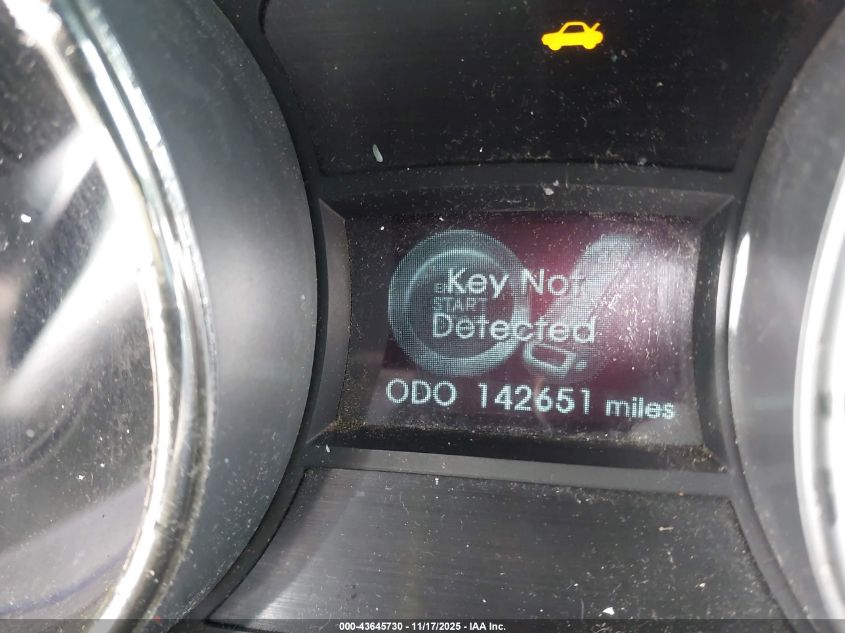 Key Not
START
Detected
ODO 142651 miles
000-43645730 - 11/17/2025 - IAA Inc.